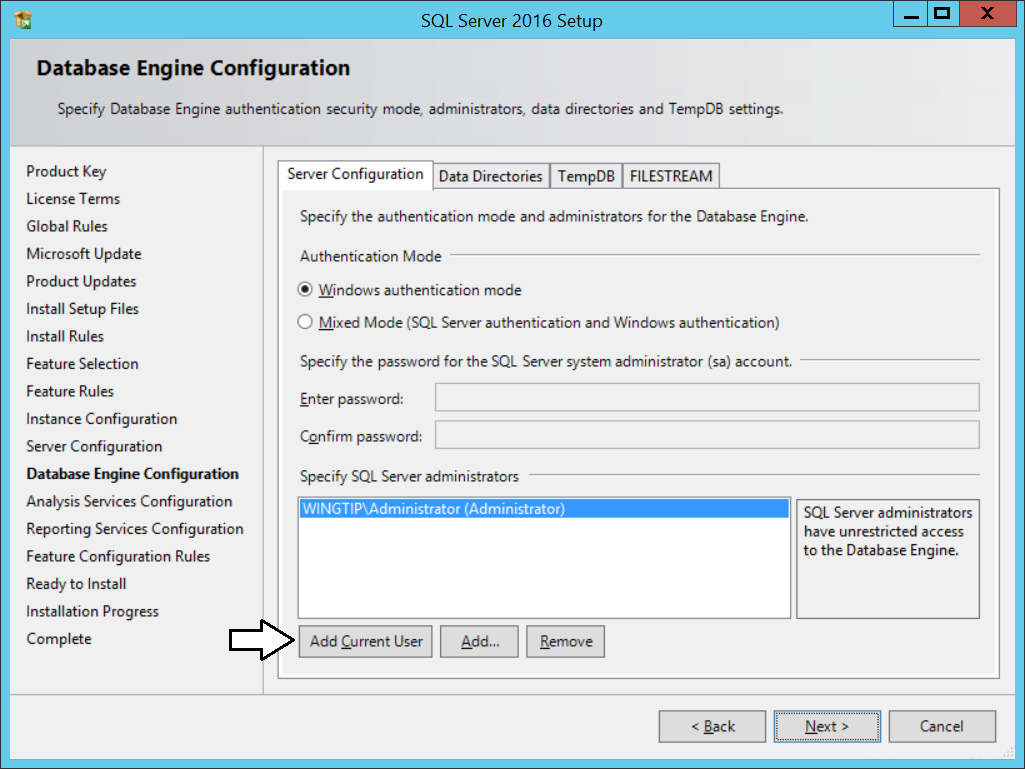 SQL Server 2016 Setup
Database Engine Configuration
Specify Database Engine authentication security mode, administrators, data directories and TempDB settings.
Product Key
License Terms
Global Rules
Microsoft Update
Product Updates
Install Setup Files
Install Rules
Feature Selection
Feature Rules
Instance Configuration
Server Configuration
Database Engine Configuration
Analysis Services Configuration
Reporting Services Configuration
Feature Configuration Rules
Ready to Install
Installation Progress
Complete
Server Configuration Data Directories TempDB FILESTREAM
Specify the authentication mode and administrators for the Database Engine.
Authentication Mode
Windows authentication mode
Mixed Mode (SQL Server authentication and Windows authentication)
Specify the password for the SQL Server system administrator (sa) account.
Enter password:
Confirm password:
Specify SQL Server administrators
WINGTIP\Administrator (Administrator)
SQL Server administrators
have unrestricted access
to the Database Engine.
Add Current User Add... Remove
< Back Next > Cancel